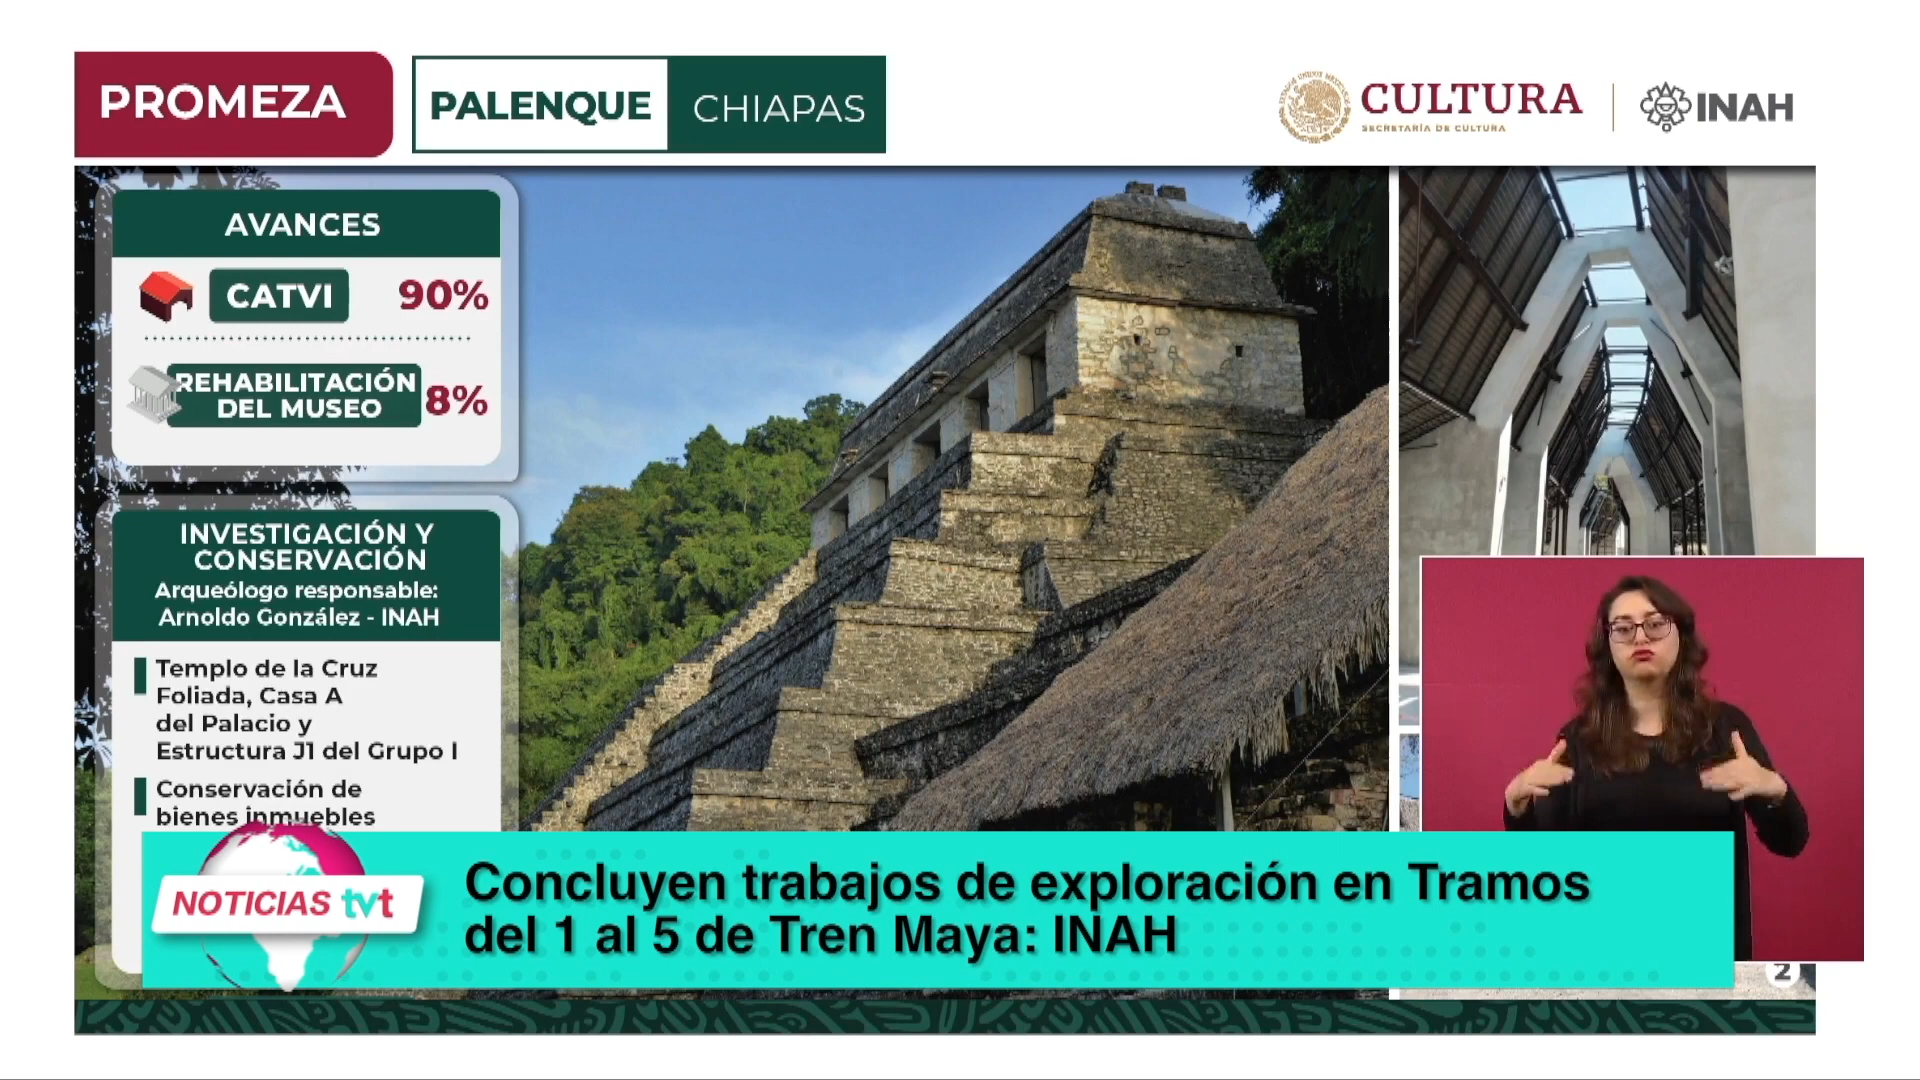 PROMEZA
PALENQUE CHIAPAS
CULTURA
SECRETARÍA DE CULTURA
INAH
AVANCES
CATVI 90%
REHABILITACIÓN
DEL MUSEO 8%
INVESTIGACIÓN Y
CONSERVACIÓN
Arqueólogo responsable:
Arnoldo González - INAH
Templo de la Cruz
Foliada, Casa A
del Palacio y
Estructura J1 del Grupo I
Conservación de
bienes inmuebles
NOTICIAS tvt
Concluyen trabajos de exploración en Tramos
del 1 al 5 de Tren Maya: INAH
2